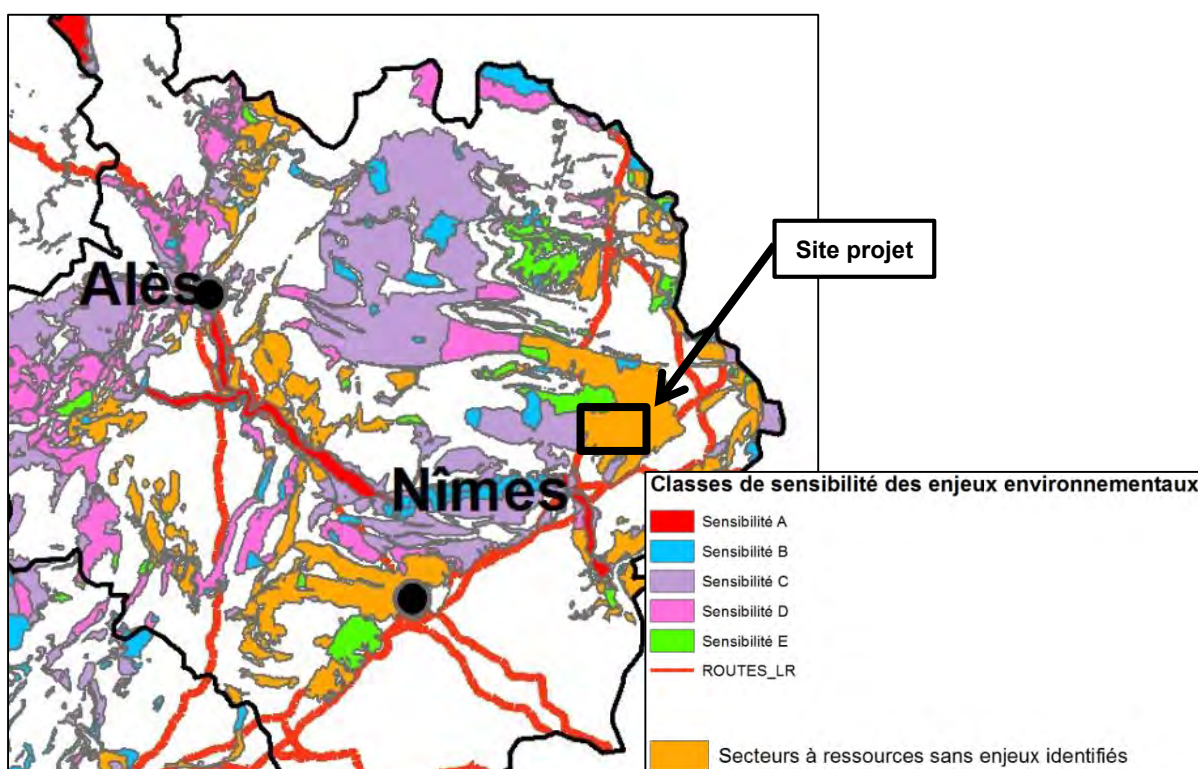 Site projet
Alès
Nîmes
Classes de sensibilité des enjeux environnementaux
Sensibilité A
Sensibilité B
Sensibilité C
Sensibilité D
Sensibilité E
ROUTES_LR
Secteurs à ressources sans enjeux identifiés